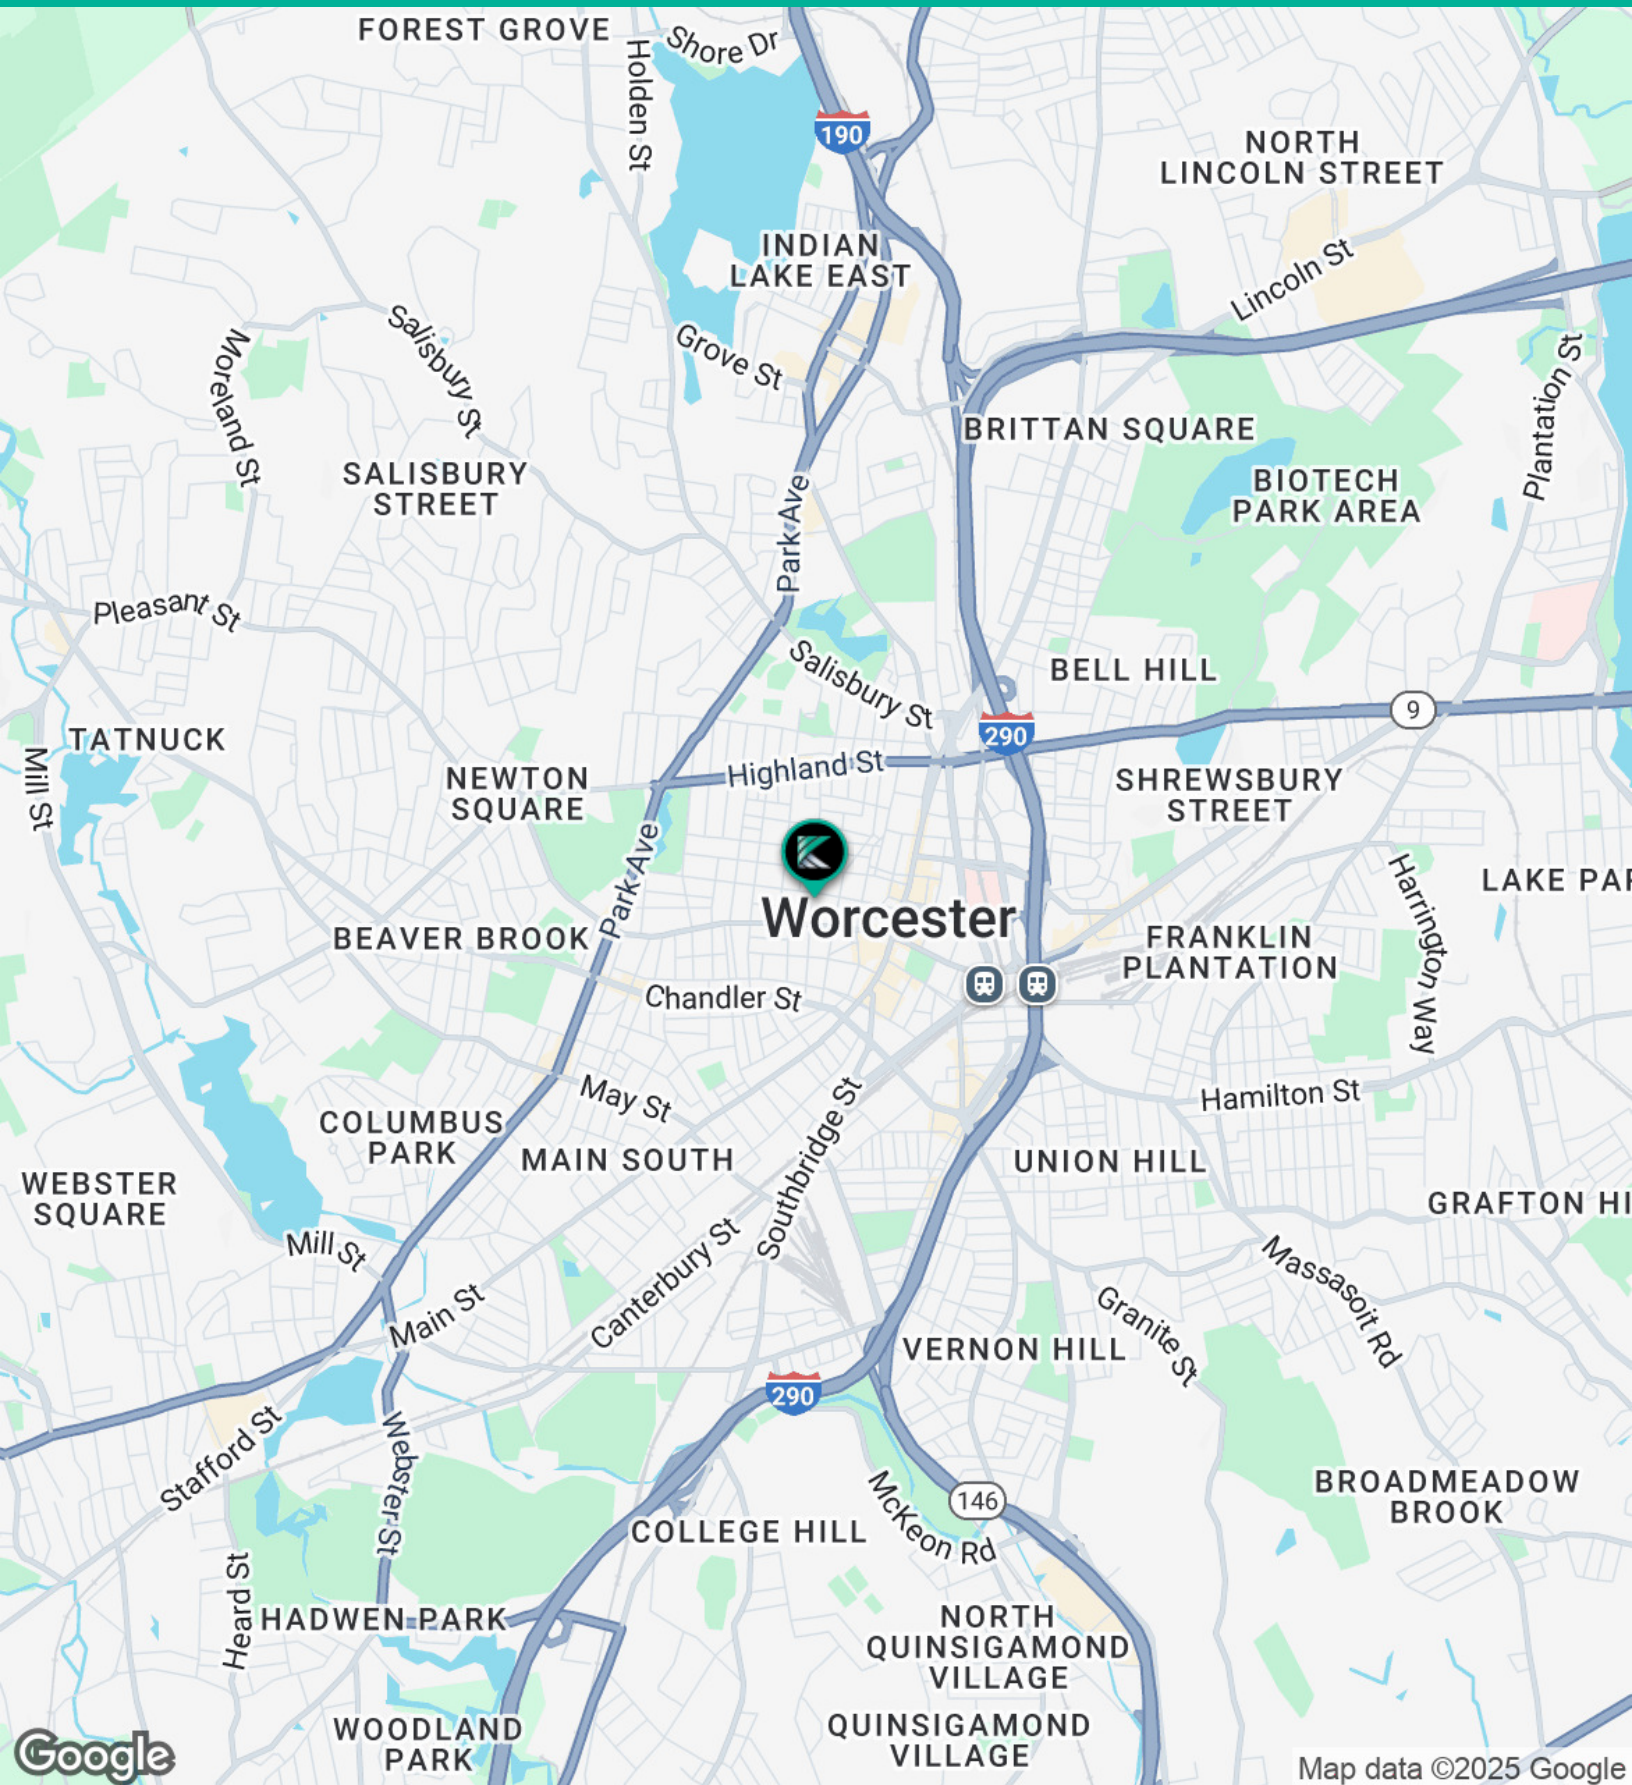 FOREST GROVE
Shore Dr
Holden St
190
NORTH
LINCOLN STREET
INDIAN
LAKE EAST
Lincoln St
Salisbury St
Moreland St
Grove St
Plantation St
BRITTAN SQUARE
SALISBURY
STREET
BIOTECH
PARK AREA
Park Ave
Pleasant St
Salisbury St
BELL HILL
9
290
TATNUCK
Mill St
NEWTON
SQUARE
Highland St
SHREWSBURY
STREET
Park Ave
Harrington Way
LAKE PAR
Worcester
BEAVER BROOK
FRANKLIN
PLANTATION
Chandler St
May St
Hamilton St
COLUMBUS
PARK
MAIN SOUTH
Southbridge St
UNION HILL
WEBSTER
SQUARE
GRAFTON HI
Mill St
Canterbury St
Massasoit Rd
Main St
Granite St
VERNON HILL
290
Stafford St
Webster St
McKeon Rd
146
BROADMEADOW
BROOK
COLLEGE HILL
Heard St
HADWEN PARK
NORTH
QUINSIGAMOND
VILLAGE
WOODLAND
PARK
QUINSIGAMOND
VILLAGE
Google
Map data ©2025 Google